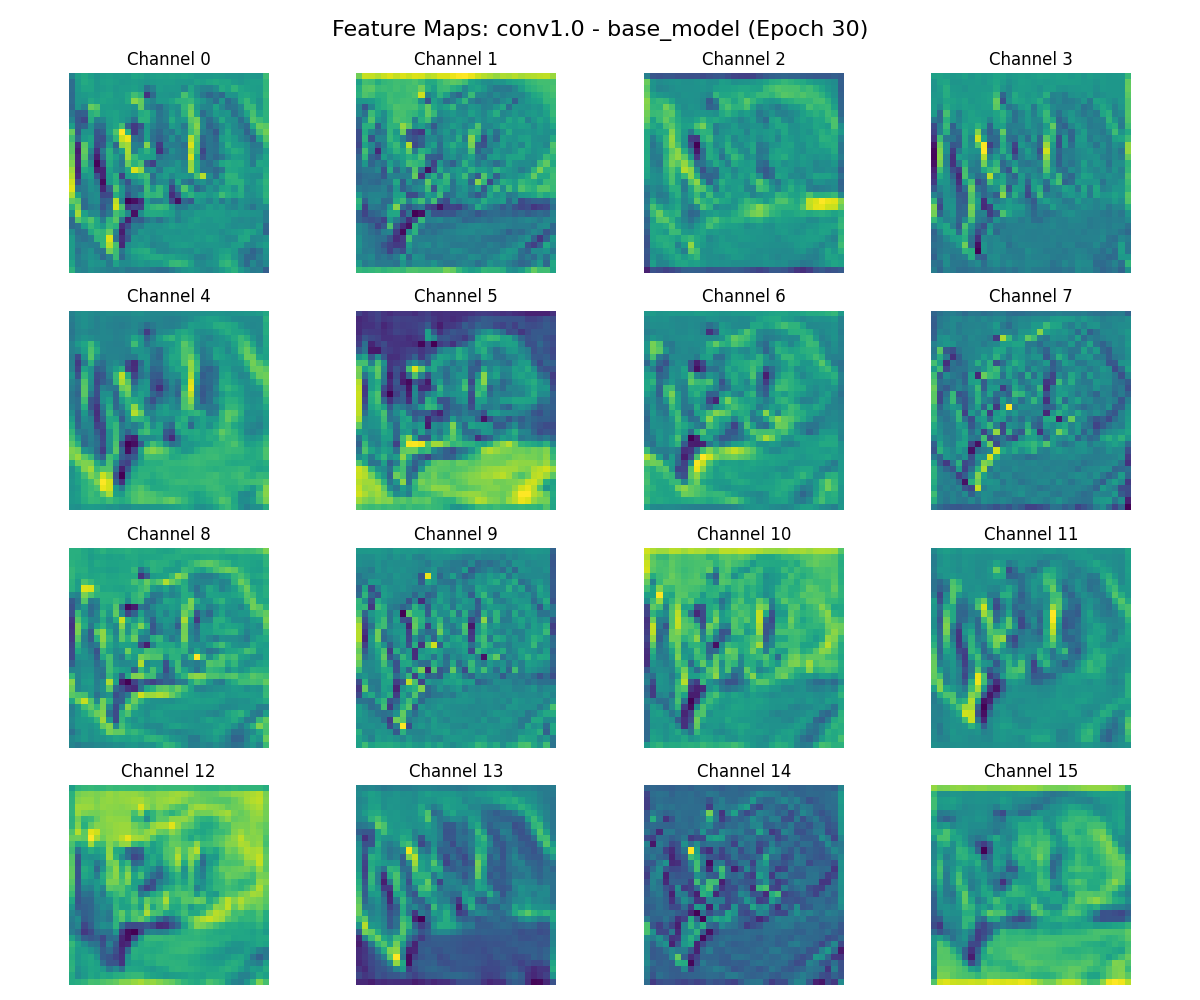 Feature Maps: conv1.0 - base_model (Epoch 30)
Channel 0
Channel 1
Channel 2
Channel 3
Channel 4
Channel 5
Channel 6
Channel 7
Channel 8
Channel 9
Channel 10
Channel 11
Channel 12
Channel 13
Channel 14
Channel 15